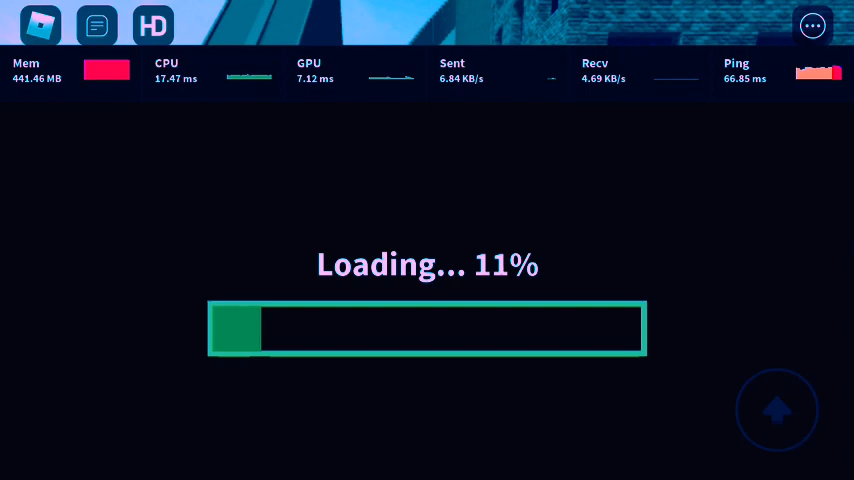 HD
Mem CPU GPU Sent Recv Ping
441.46 MB 17.47 ms 7.12 ms 6.84 KB/s 4.69 KB/s 66.85 ms
Loading... 11%